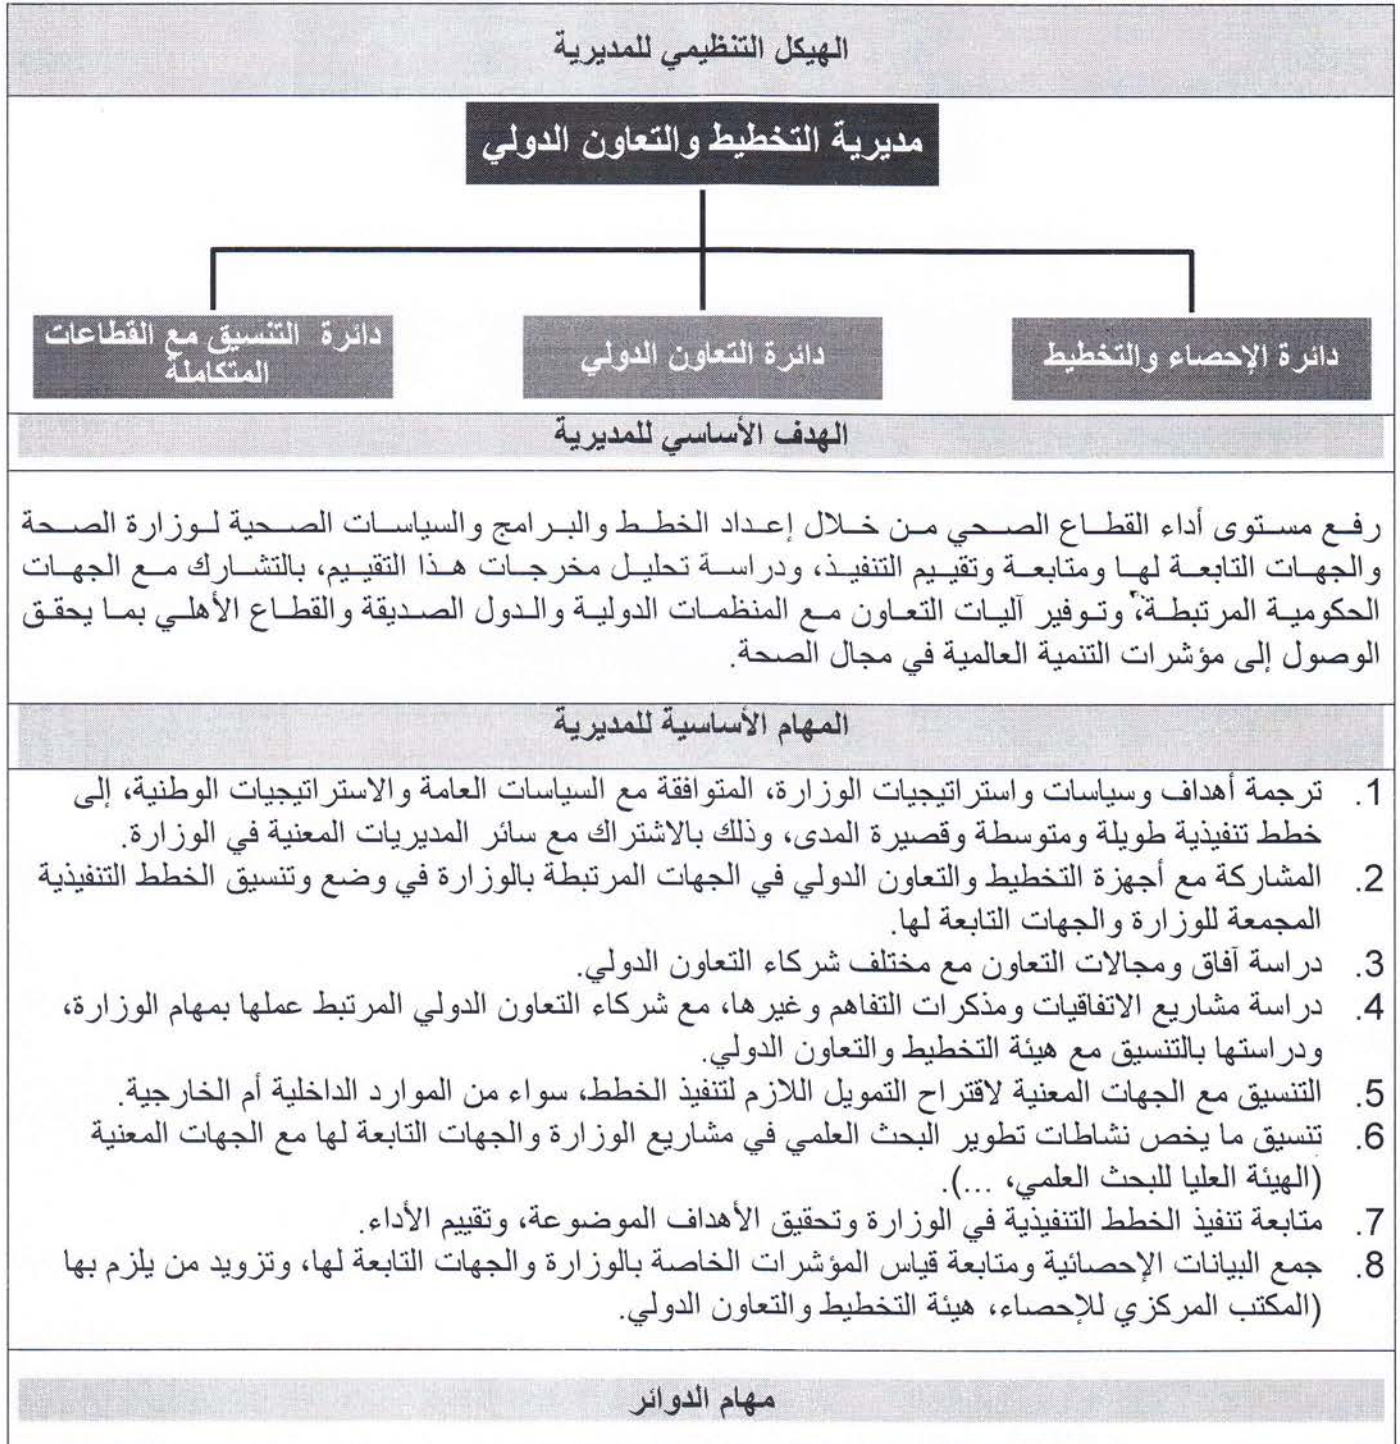 الهيكل التنظيمي للمديرية
مديرية التخطيط والتعاون الدولي
دائرة الإحصاء والتخطيط
دائرة التعاون الدولي
دائرة التنسيق مع القطاعات
المتكاملة
الهدف الأساسي للمديرية
رفع مستوى أداء القطاع الصحي من خلال إعداد الخطط والبرامج والسياسات الصحية لوزارة الصحة
والجهات التابعة لها ومتابعة وتقييم التنفيذ، ودراسة تحليل مخرجات هذا التقييم، بالتشارك مع الجهات
الحكومية المرتبطة، وتوفير آليات التعاون مع المنظمات الدولية والدول الصديقة والقطاع الأهلي بما يحقق
الوصول إلى مؤشرات التنمية العالمية في مجال الصحة.
المهام الأساسية للمديرية
1. ترجمة أهداف وسياسات واستراتيجيات الوزارة، المتوافقة مع السياسات العامة والاستراتيجيات الوطنية، إلى
خطط تنفيذية طويلة ومتوسطة وقصيرة المدى، وذلك بالاشتراك مع سائر المديريات المعنية في الوزارة.
2. المشاركة مع أجهزة التخطيط والتعاون الدولي في الجهات المرتبطة بالوزارة في وضع وتنسيق الخطط التنفيذية
المجمعة للوزارة والجهات التابعة لها.
3. دراسة آفاق ومجالات التعاون مع مختلف شركاء التعاون الدولي.
4. دراسة مشاريع الاتفاقيات ومذكرات التفاهم وغيرها، مع شركاء التعاون الدولي المرتبط عملها بمهام الوزارة،
ودراستها بالتنسيق مع هيئة التخطيط والتعاون الدولي.
5. التنسيق مع الجهات المعنية لاقتراح التمويل اللازم لتنفيذ الخطط، سواء من الموارد الداخلية أم الخارجية.
6. تنسيق ما يخص نشاطات تطوير البحث العلمي في مشاريع الوزارة والجهات التابعة لها مع الجهات المعنية
(الهيئة العليا للبحث العلمي، ...).
7. متابعة تنفيذ الخطط التنفيذية في الوزارة وتحقيق الأهداف الموضوعة، وتقييم الأداء.
8. جمع البيانات الإحصائية ومتابعة قياس المؤشرات الخاصة بالوزارة والجهات التابعة لها، وتزويد من يلزم بها
(المكتب المركزي للإحصاء، هيئة التخطيط والتعاون الدولي.
مهام الدوائر